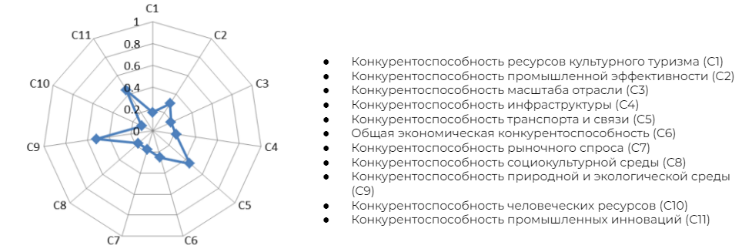 C1
1
C11
C2
0.8
0.6
C10
C3
0.4
0.2
0
C9
C4
C8
C5
C7
C6
● Конкурентоспособность ресурсов культурного туризма (C1)
● Конкурентоспособность промышленной эффективности (C2)
● Конкурентоспособность масштаба отрасли (C3)
● Конкурентоспособность инфраструктуры (C4)
● Конкурентоспособность транспорта и связи (C5)
● Общая экономическая конкурентоспособность (C6)
● Конкурентоспособность рыночного спроса (C7)
● Конкурентоспособность социокультурной среды (C8)
● Конкурентоспособность природной и экологической среды
(C9)
● Конкурентоспособность человеческих ресурсов (C10)
● Конкурентоспособность промышленных инноваций (C11)